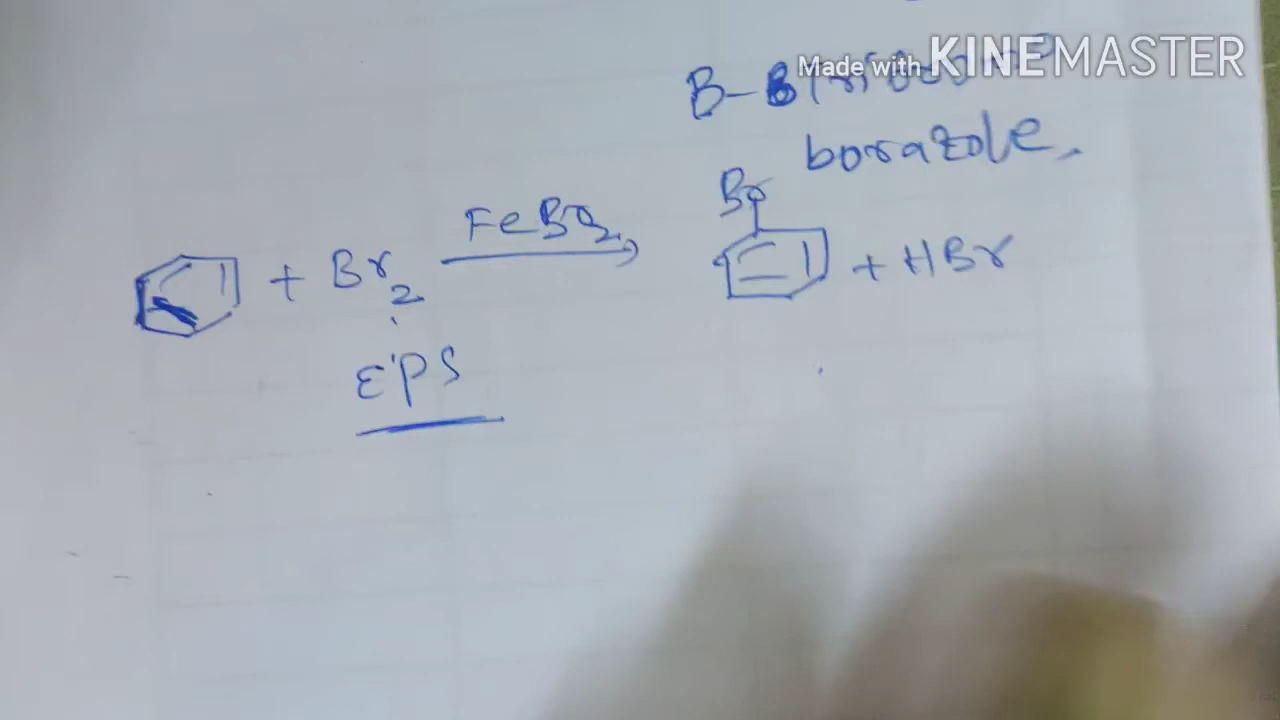 Made with KINEMASTER
B-
borazole.
FeBr3
Br
+ Br2
+ HBr
EPS